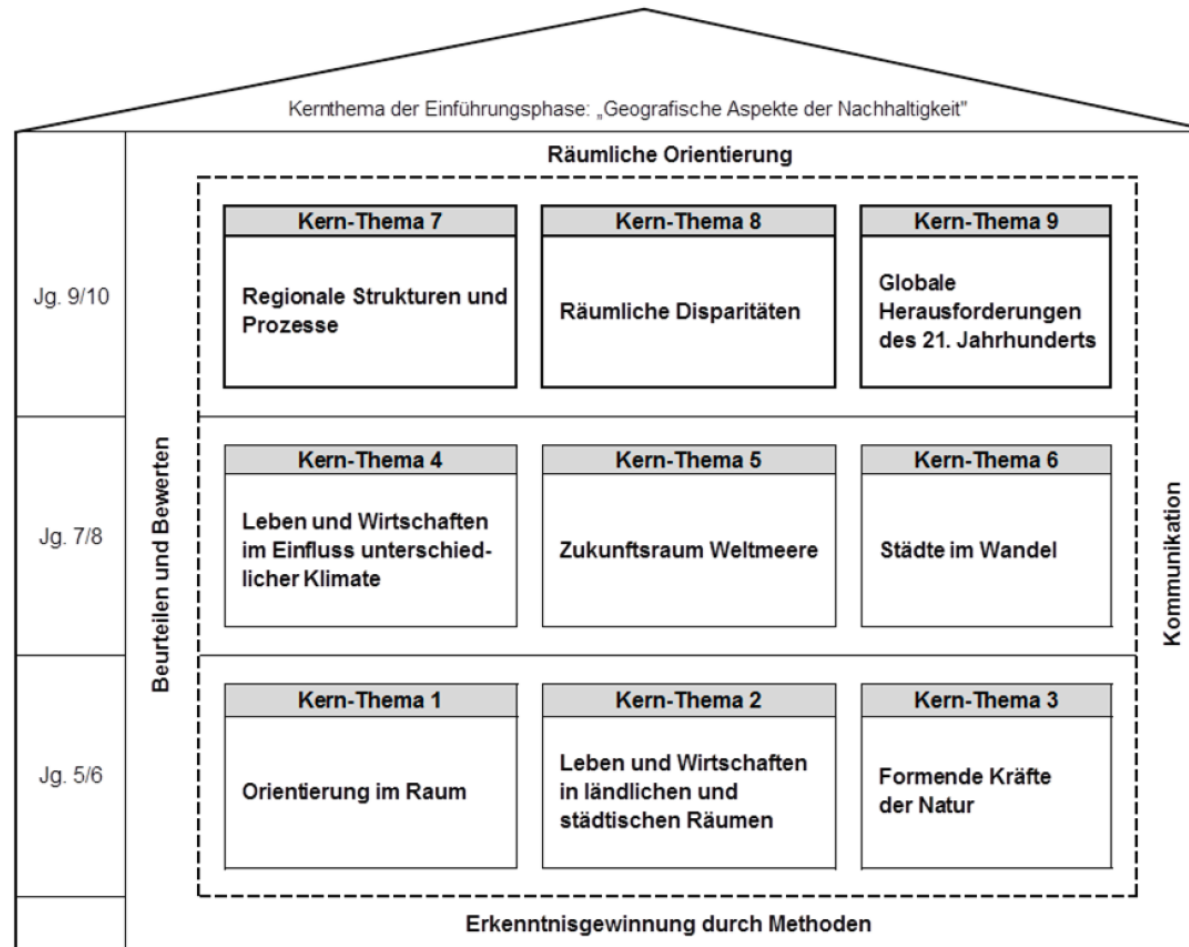 Kernthema der Einführungsphase: „Geografische Aspekte der Nachhaltigkeit"
Räumliche Orientierung
Jg. 9/10
Kern-Thema 7
Regionale Strukturen und
Prozesse
Kern-Thema 8
Räumliche Disparitäten
Kern-Thema 9
Globale
Herausforderungen
des 21. Jahrhunderts
Beurteilen und Bewerten
Jg. 7/8
Kern-Thema 4
Leben und Wirtschaften
im Einfluss unterschied-
licher Klimate
Kern-Thema 5
Zukunftsraum Weltmeere
Kern-Thema 6
Städte im Wandel
Kommunikation
Jg. 5/6
Kern-Thema 1
Orientierung im Raum
Kern-Thema 2
Leben und Wirtschaften
in ländlichen und
städtischen Räumen
Kern-Thema 3
Formende Kräfte
der Natur
Erkenntnisgewinnung durch Methoden